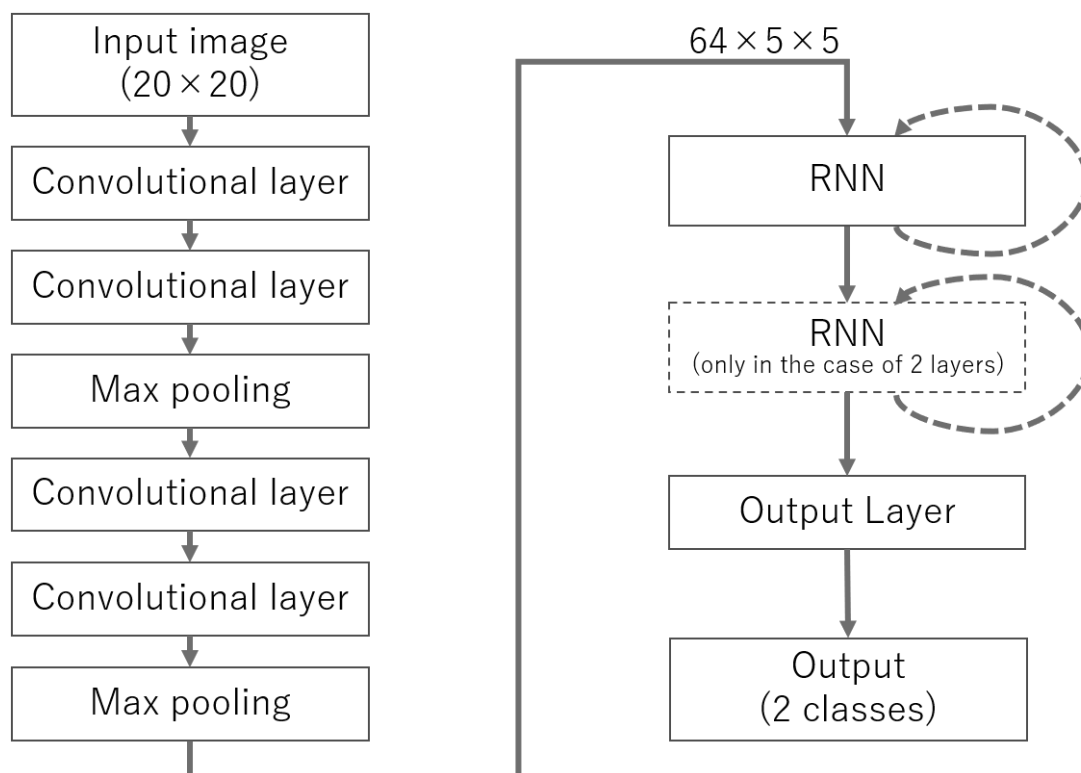 Input image
(20×20)
Convolutional layer
Convolutional layer
Max pooling
Convolutional layer
Convolutional layer
Max pooling
64×5×5
RNN
RNN
(only in the case of 2 layers)
Output Layer
Output
(2 classes)